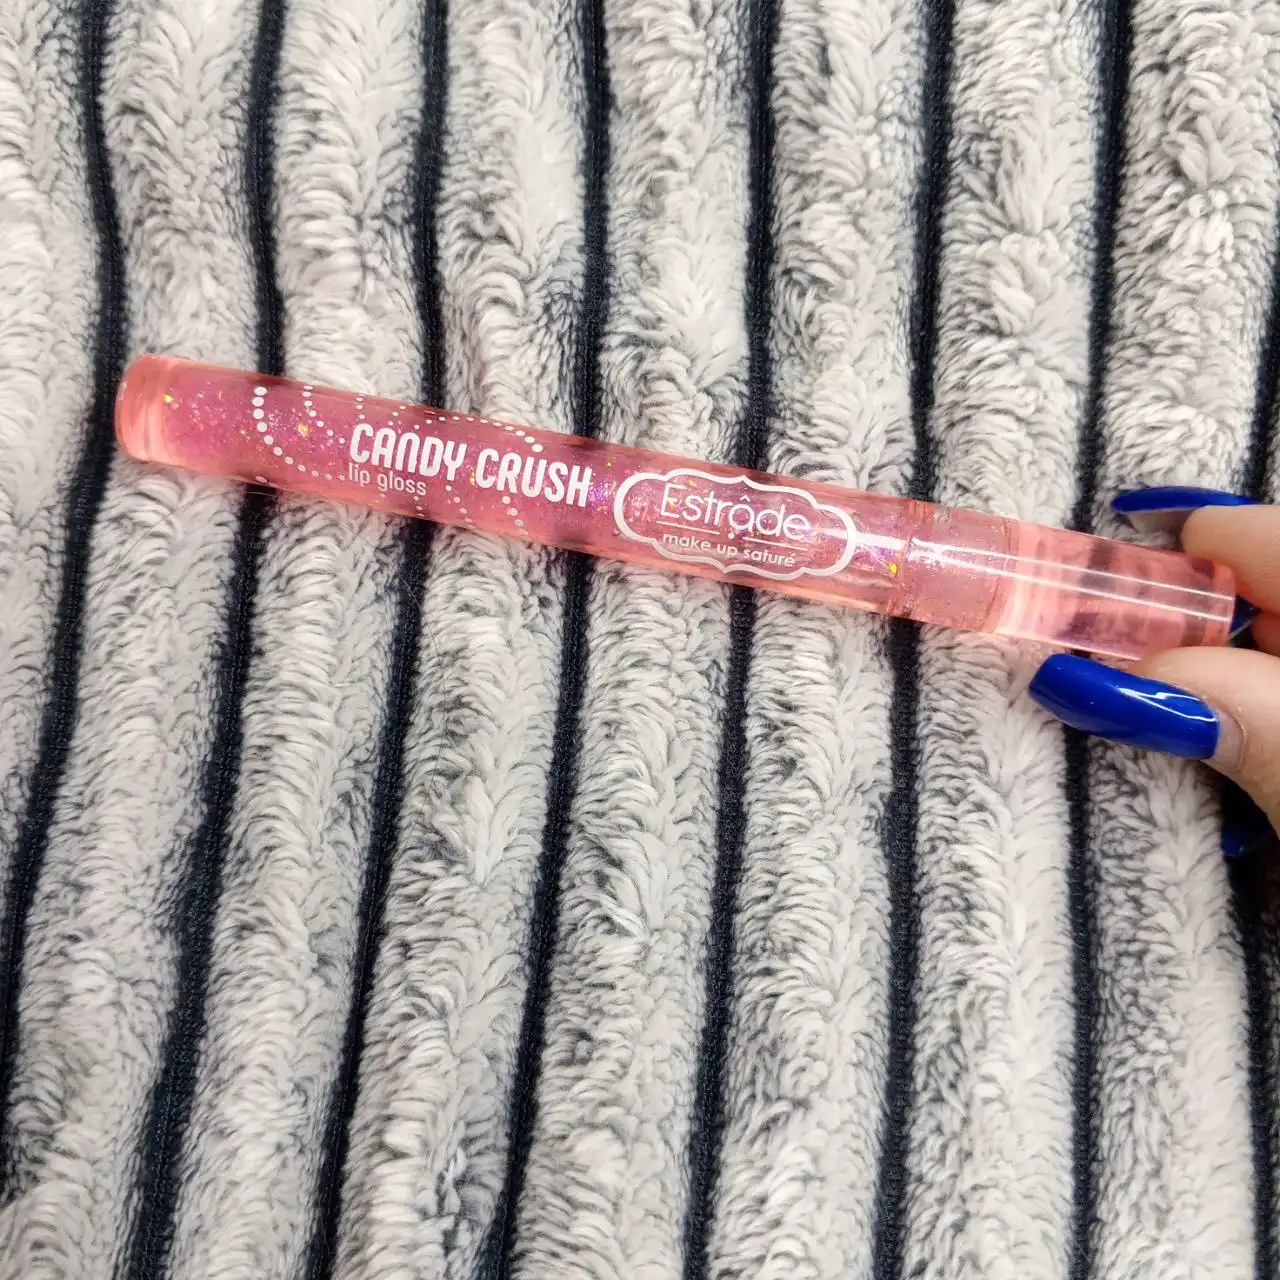 CANDY CRUSH
lip gloss
Estrâde
make up saturé